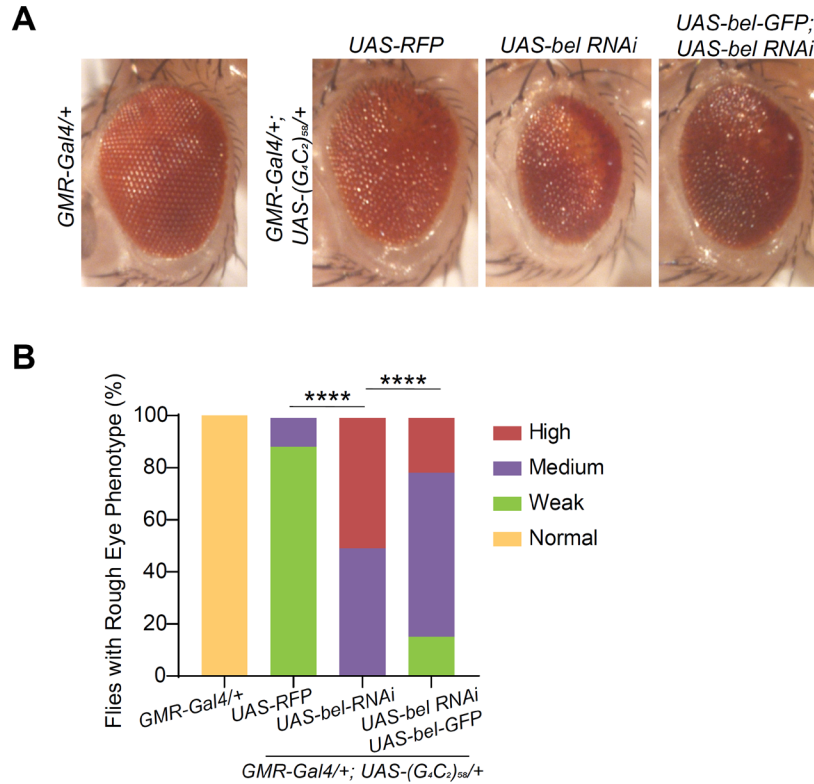 A
UAS-RFP
UAS-bel RNAi
UAS-bel-GFP;
UAS-bel RNAi
GMR-Gal4/+
GMR-Gal4/+;
UAS-(G₄C₂)₅₈/+
B
****
****
Flies with Rough Eye Phenotype (%)
100
80
60
40
20
0
High
Medium
Weak
Normal
GMR-Gal4/+
UAS-RFP
UAS-bel-RNAi
UAS-bel RNAi
UAS-bel-GFP
GMR-Gal4/+; UAS-(G₄C₂)₅₈/+